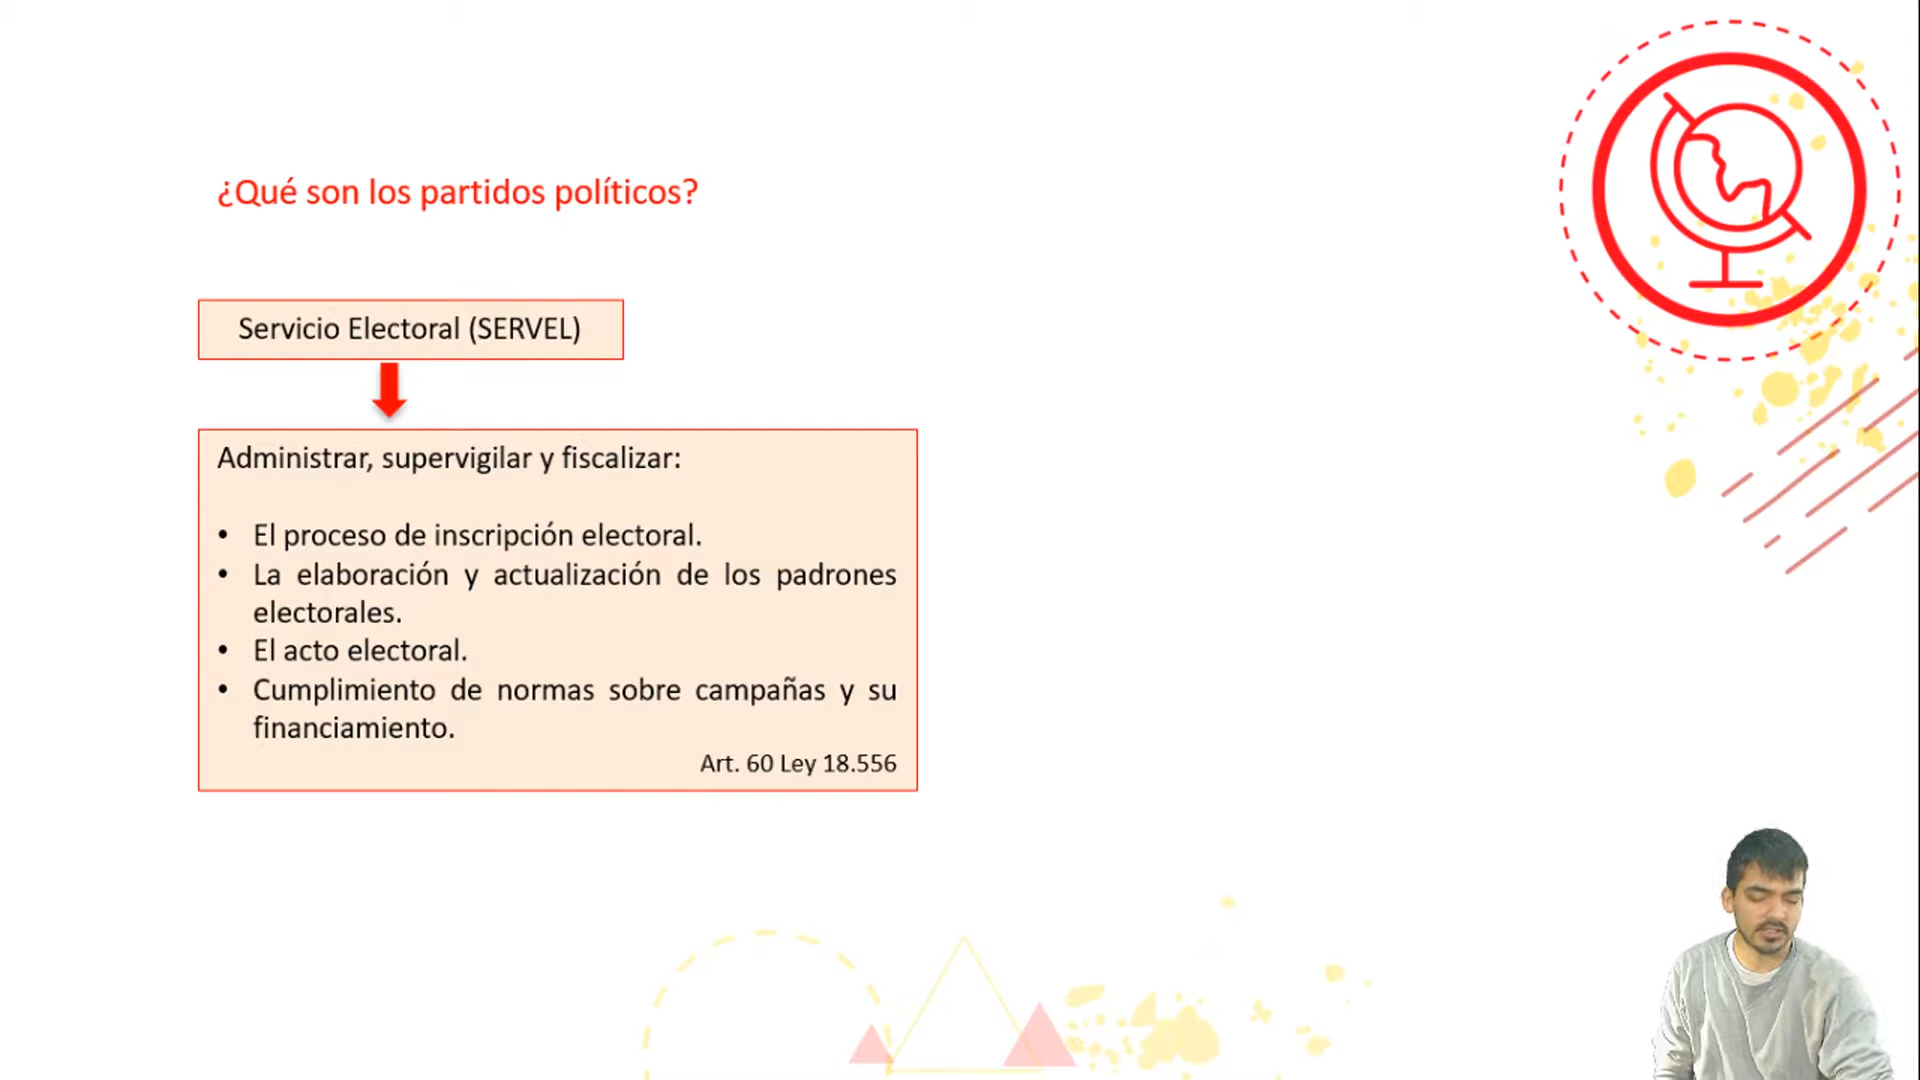 ¿Qué son los partidos políticos?
Servicio Electoral (SERVEL)
Administrar, supervigilar y fiscalizar:
• El proceso de inscripción electoral.
• La elaboración y actualización de los padrones
electorales.
• El acto electoral.
• Cumplimiento de normas sobre campañas y su
financiamiento.
Art. 60 Ley 18.556